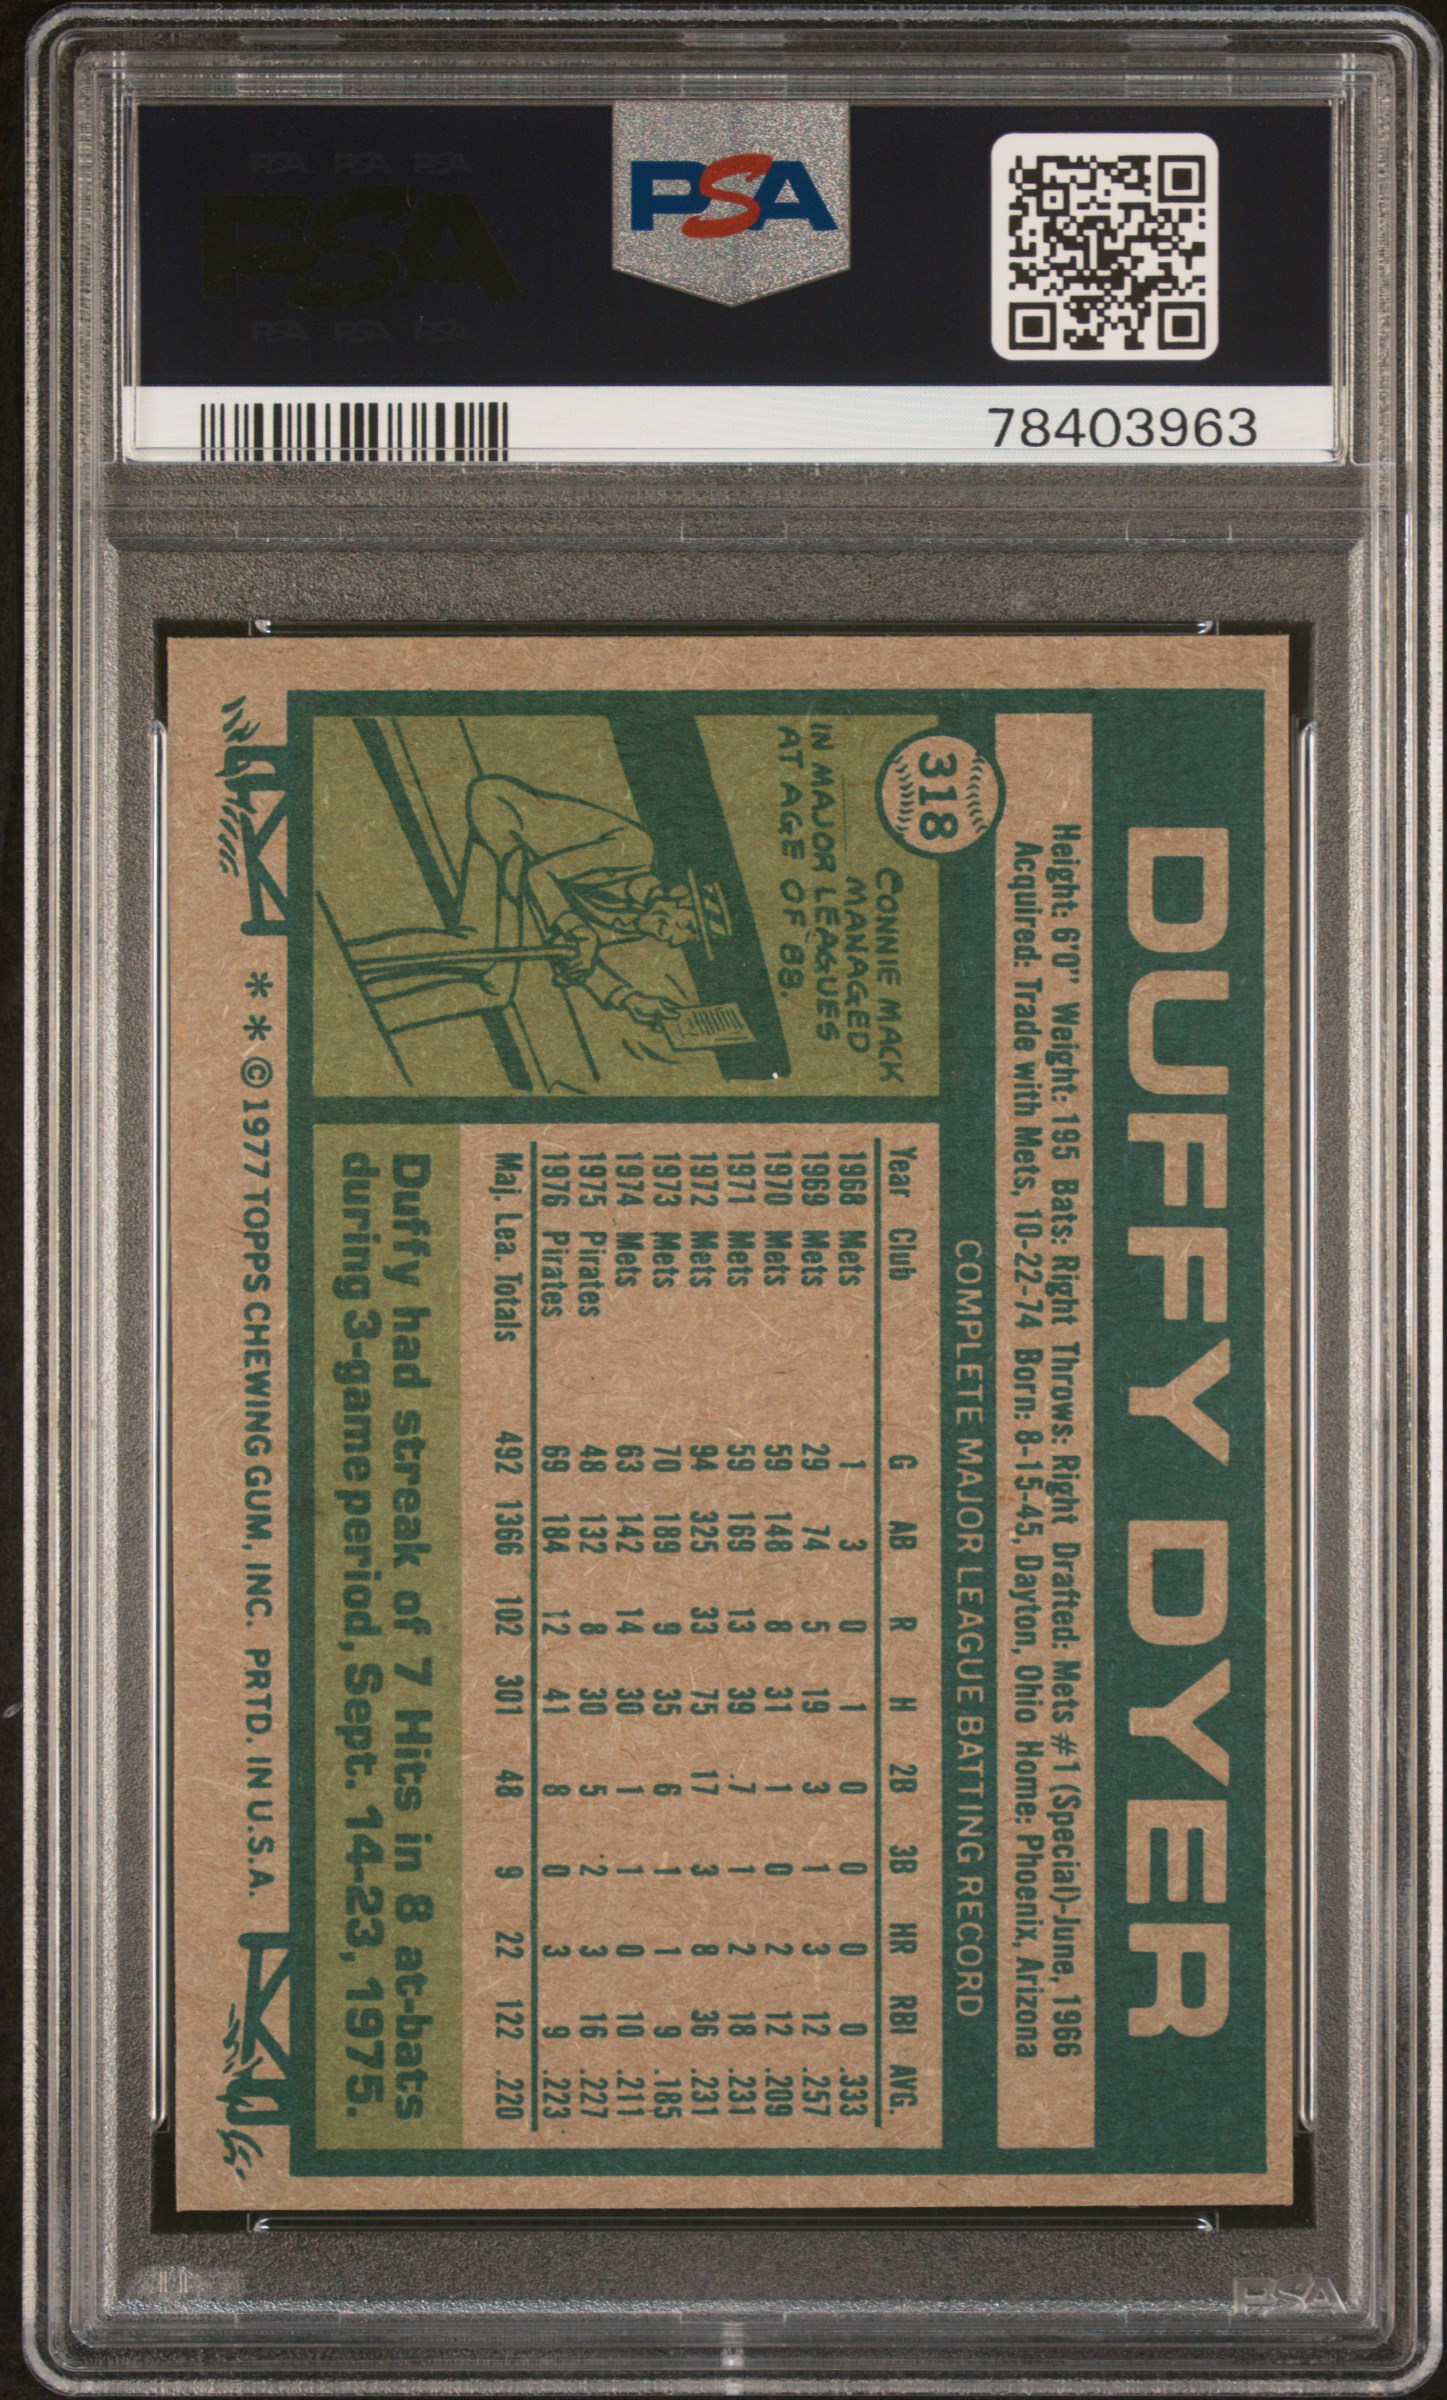 PSA PSA PSA
PSA
PSA PSA PSA
PSA
78403963
DUFFY DYER
Height: 6'0" Weight: 195 Bats: Right Throws: Right Drafted: Mets #1 (Special)-June, 1966
Acquired: Trade with Mets, 10-22-74 Born: 8-15-45, Dayton, Ohio Home: Phoenix, Arizona
318
COMPLETE MAJOR LEAGUE BATTING RECORD
CONNIE MACK
MANAGED
IN MAJOR LEAGUES
AT AGE OF 88.
Year Club G AB R H 2B 3B HR RBI AVG.
1968 Mets 1 3 0 1 0 0 0 0 .333
1969 Mets 29 74 5 19 3 1 3 12 .257
1970 Mets 59 148 8 31 1 0 2 12 .209
1971 Mets 59 169 13 39 7 1 2 18 .231
1972 Mets 94 325 33 75 17 3 8 36 .231
1973 Mets 70 189 9 35 6 1 1 9 .185
1974 Mets 63 142 14 30 1 1 0 10 .211
1975 Pirates 48 132 8 30 5 2 3 16 .227
1976 Pirates 69 184 12 41 8 0 3 9 .223
Maj. Lea. Totals 492 1366 102 301 48 9 22 122 .220
Duffy had streak of 7 Hits in 8 at-bats
during 3-game period, Sept. 14-23, 1975.
* * © 1977 TOPPS CHEWING GUM, INC. PRTD. IN U.S.A.
PSA